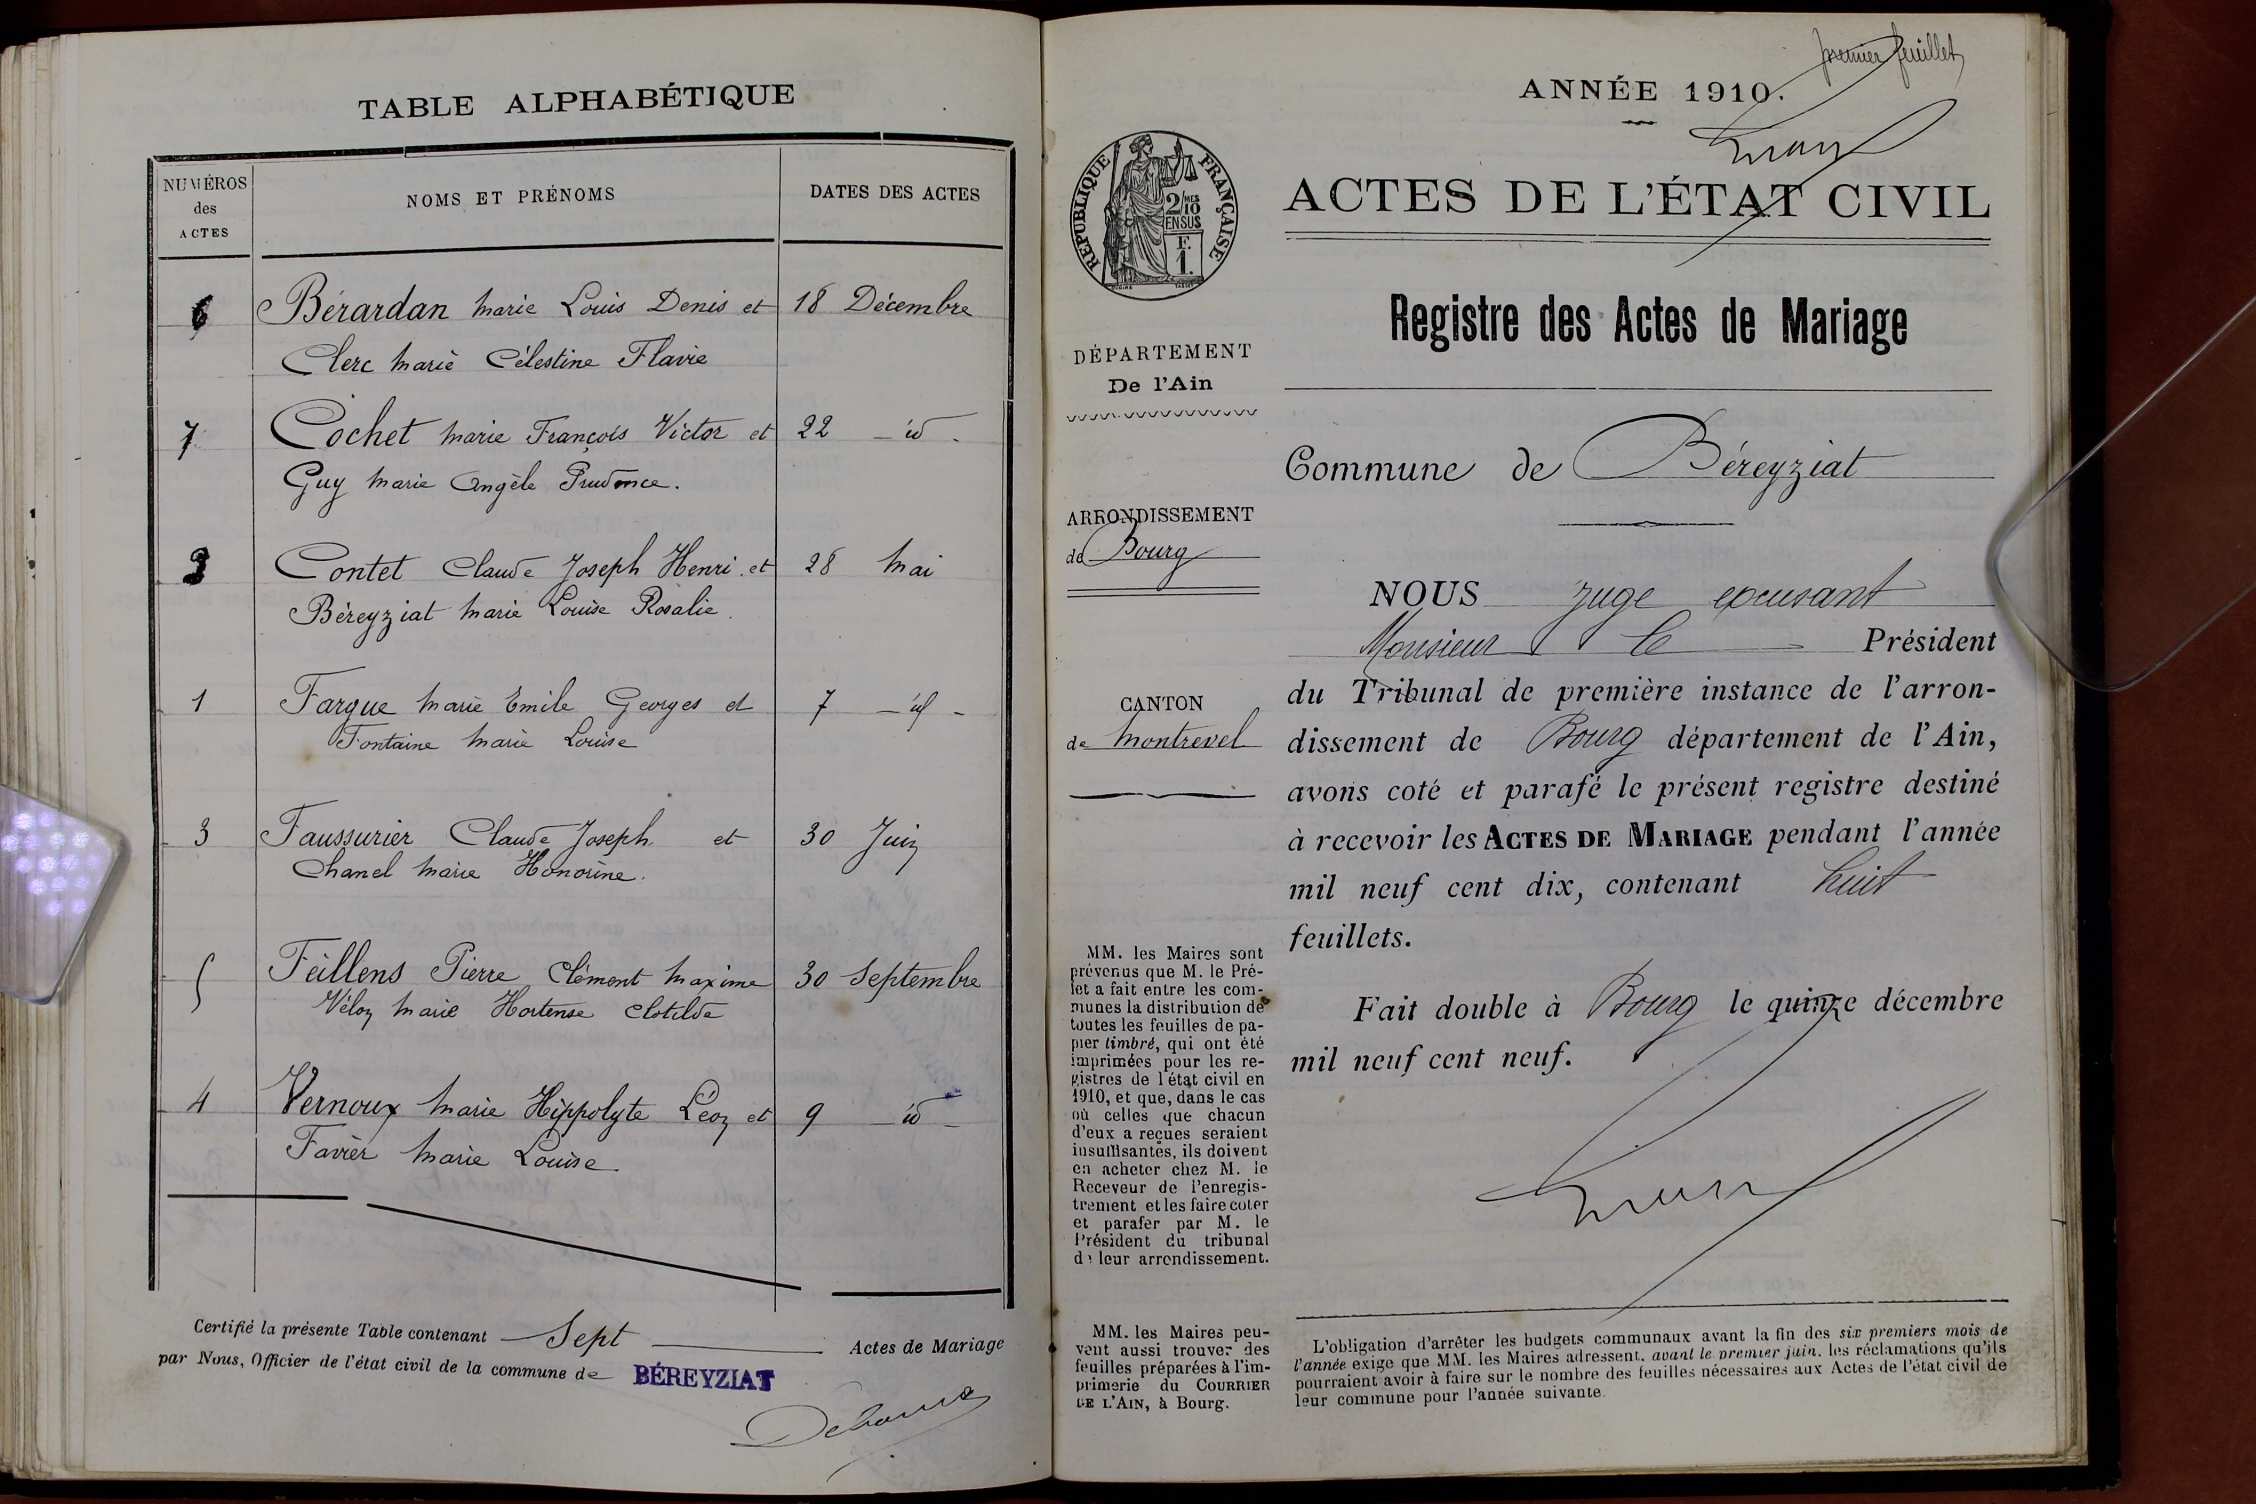 TABLE ALPHABÉTIQUE
NUMÉROS
des
ACTES
NOMS ET PRÉNOMS
DATES DES ACTES
6 Bérardan Marie Louis Denis et 18 Décembre
Clerc Marie Célestine Flavie
7 Cochet Marie François Victor et 22 - id -
Guy Marie Angèle Prudence.
Contet Claude Joseph Henri et 28 Mai
Béreyziat Marie Louise Rosalie.
1 Fargue Marie Emile Georges et 7 - id -
Fontaine Marie Louise
3 Faussurier Claude Joseph et 30 Juin
Chanel Marie Honorine.
5 Feillens Pierre Clément Maxime 30 Septembre
Véloz Marie Hortense Clotilde
4 Vernoux Marie Hippolyte Léon et 9 - id -
Favier Marie Louise.
Certifié la présente Table contenant Sept Actes de Mariage
par Nous, Officier de l'état civil de la commune de BÉREYZIAT
premier feuillet
ANNÉE 1910.
RÉPUBLIQUE FRANÇAISE
2/10 MES
EN SUS
F.
1.
ACTES DE L'ÉTAT CIVIL
Registre des Actes de Mariage
DÉPARTEMENT
De l'Ain
ARRONDISSEMENT
de Bourg
CANTON
de Montrevel
MM. les Maires sont
prévenus que M. le Pré-
fet a fait entre les com-
munes la distribution de
toutes les feuilles de pa-
pier timbré, qui ont été
imprimées pour les re-
gistres de l'état civil en
1910, et que, dans le cas
où celles que chacun
d'eux a reçues seraient
insuffisantes, ils doivent
en acheter chez M. le
Receveur de l'enregis-
trement et les faire coter
et parafer par M. le
Président du tribunal
de leur arrondissement.
MM. les Maires peu-
vent aussi trouver des
feuilles préparées à l'im-
primerie du COURRIER
DE L'AIN, à Bourg.
Commune de Béreyziat
NOUS Juge excusant
Monsieur le Président
du Tribunal de première instance de l'arron-
dissement de Bourg département de l'Ain,
avons coté et parafé le présent registre destiné
à recevoir les ACTES DE MARIAGE pendant l'année
mil neuf cent dix, contenant huit
feuillets.
Fait double à Bourg le quinze décembre
mil neuf cent neuf.
L'obligation d'arrêter les budgets communaux avant la fin des six premiers mois de
l'année exige que MM. les Maires adressent, avant le premier juin, les réclamations qu'ils
pourraient avoir à faire sur le nombre des feuilles nécessaires aux Actes de l'état civil de
leur commune pour l'année suivante.